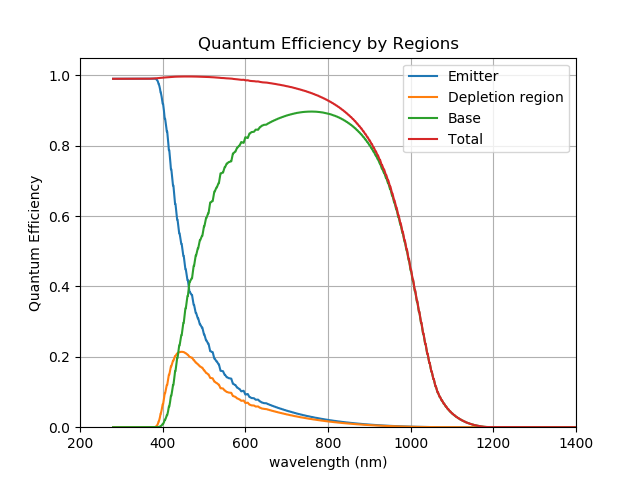 Quantum Efficiency by Regions
Quantum Efficiency
1.0
0.8
0.6
0.4
0.2
0.0
Emitter
Depletion region
Base
Total
200 400 600 800 1000 1200 1400
wavelength (nm)